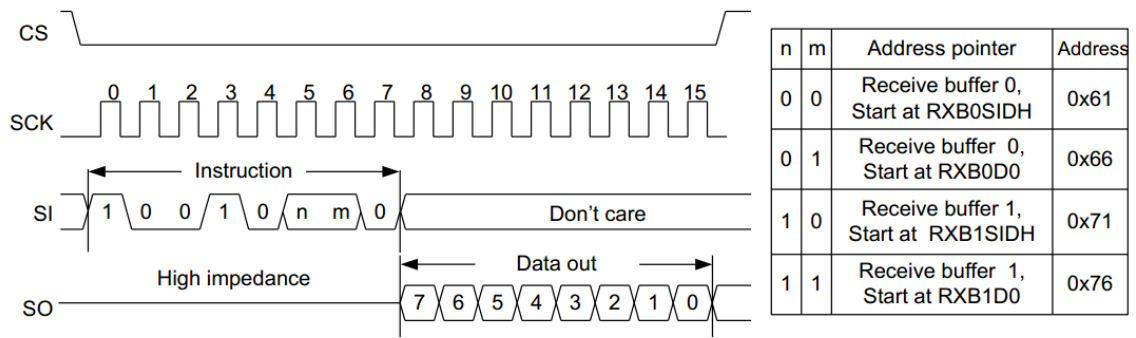 CS
0 1 2 3 4 5 6 7 8 9 10 11 12 13 14 15
SCK
Instruction
SI 1 0 0 1 0 n m 0 Don't care
Data out
High impedance
SO 7 6 5 4 3 2 1 0
n m Address pointer Address
0 0 Receive buffer 0, 0x61
Start at RXB0SIDH
0 1 Receive buffer 0, 0x66
Start at RXB0D0
1 0 Receive buffer 1, 0x71
Start at RXB1SIDH
1 1 Receive buffer 1, 0x76
Start at RXB1D0